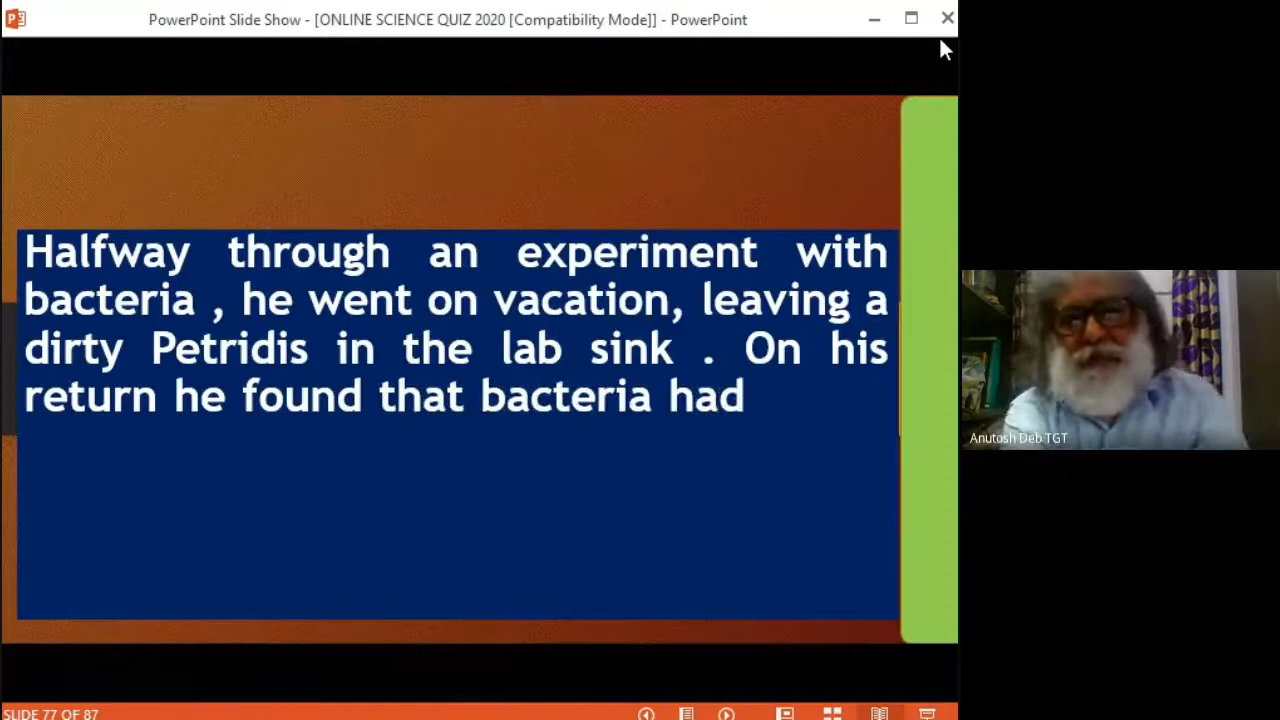 PowerPoint Slide Show - [ONLINE SCIENCE QUIZ 2020 [Compatibility Mode]] - PowerPoint
Halfway through an experiment with
bacteria , he went on vacation, leaving a
dirty Petridis in the lab sink . On his
return he found that bacteria had
Anutosh Deb TGT
SLIDE 77 OF 87